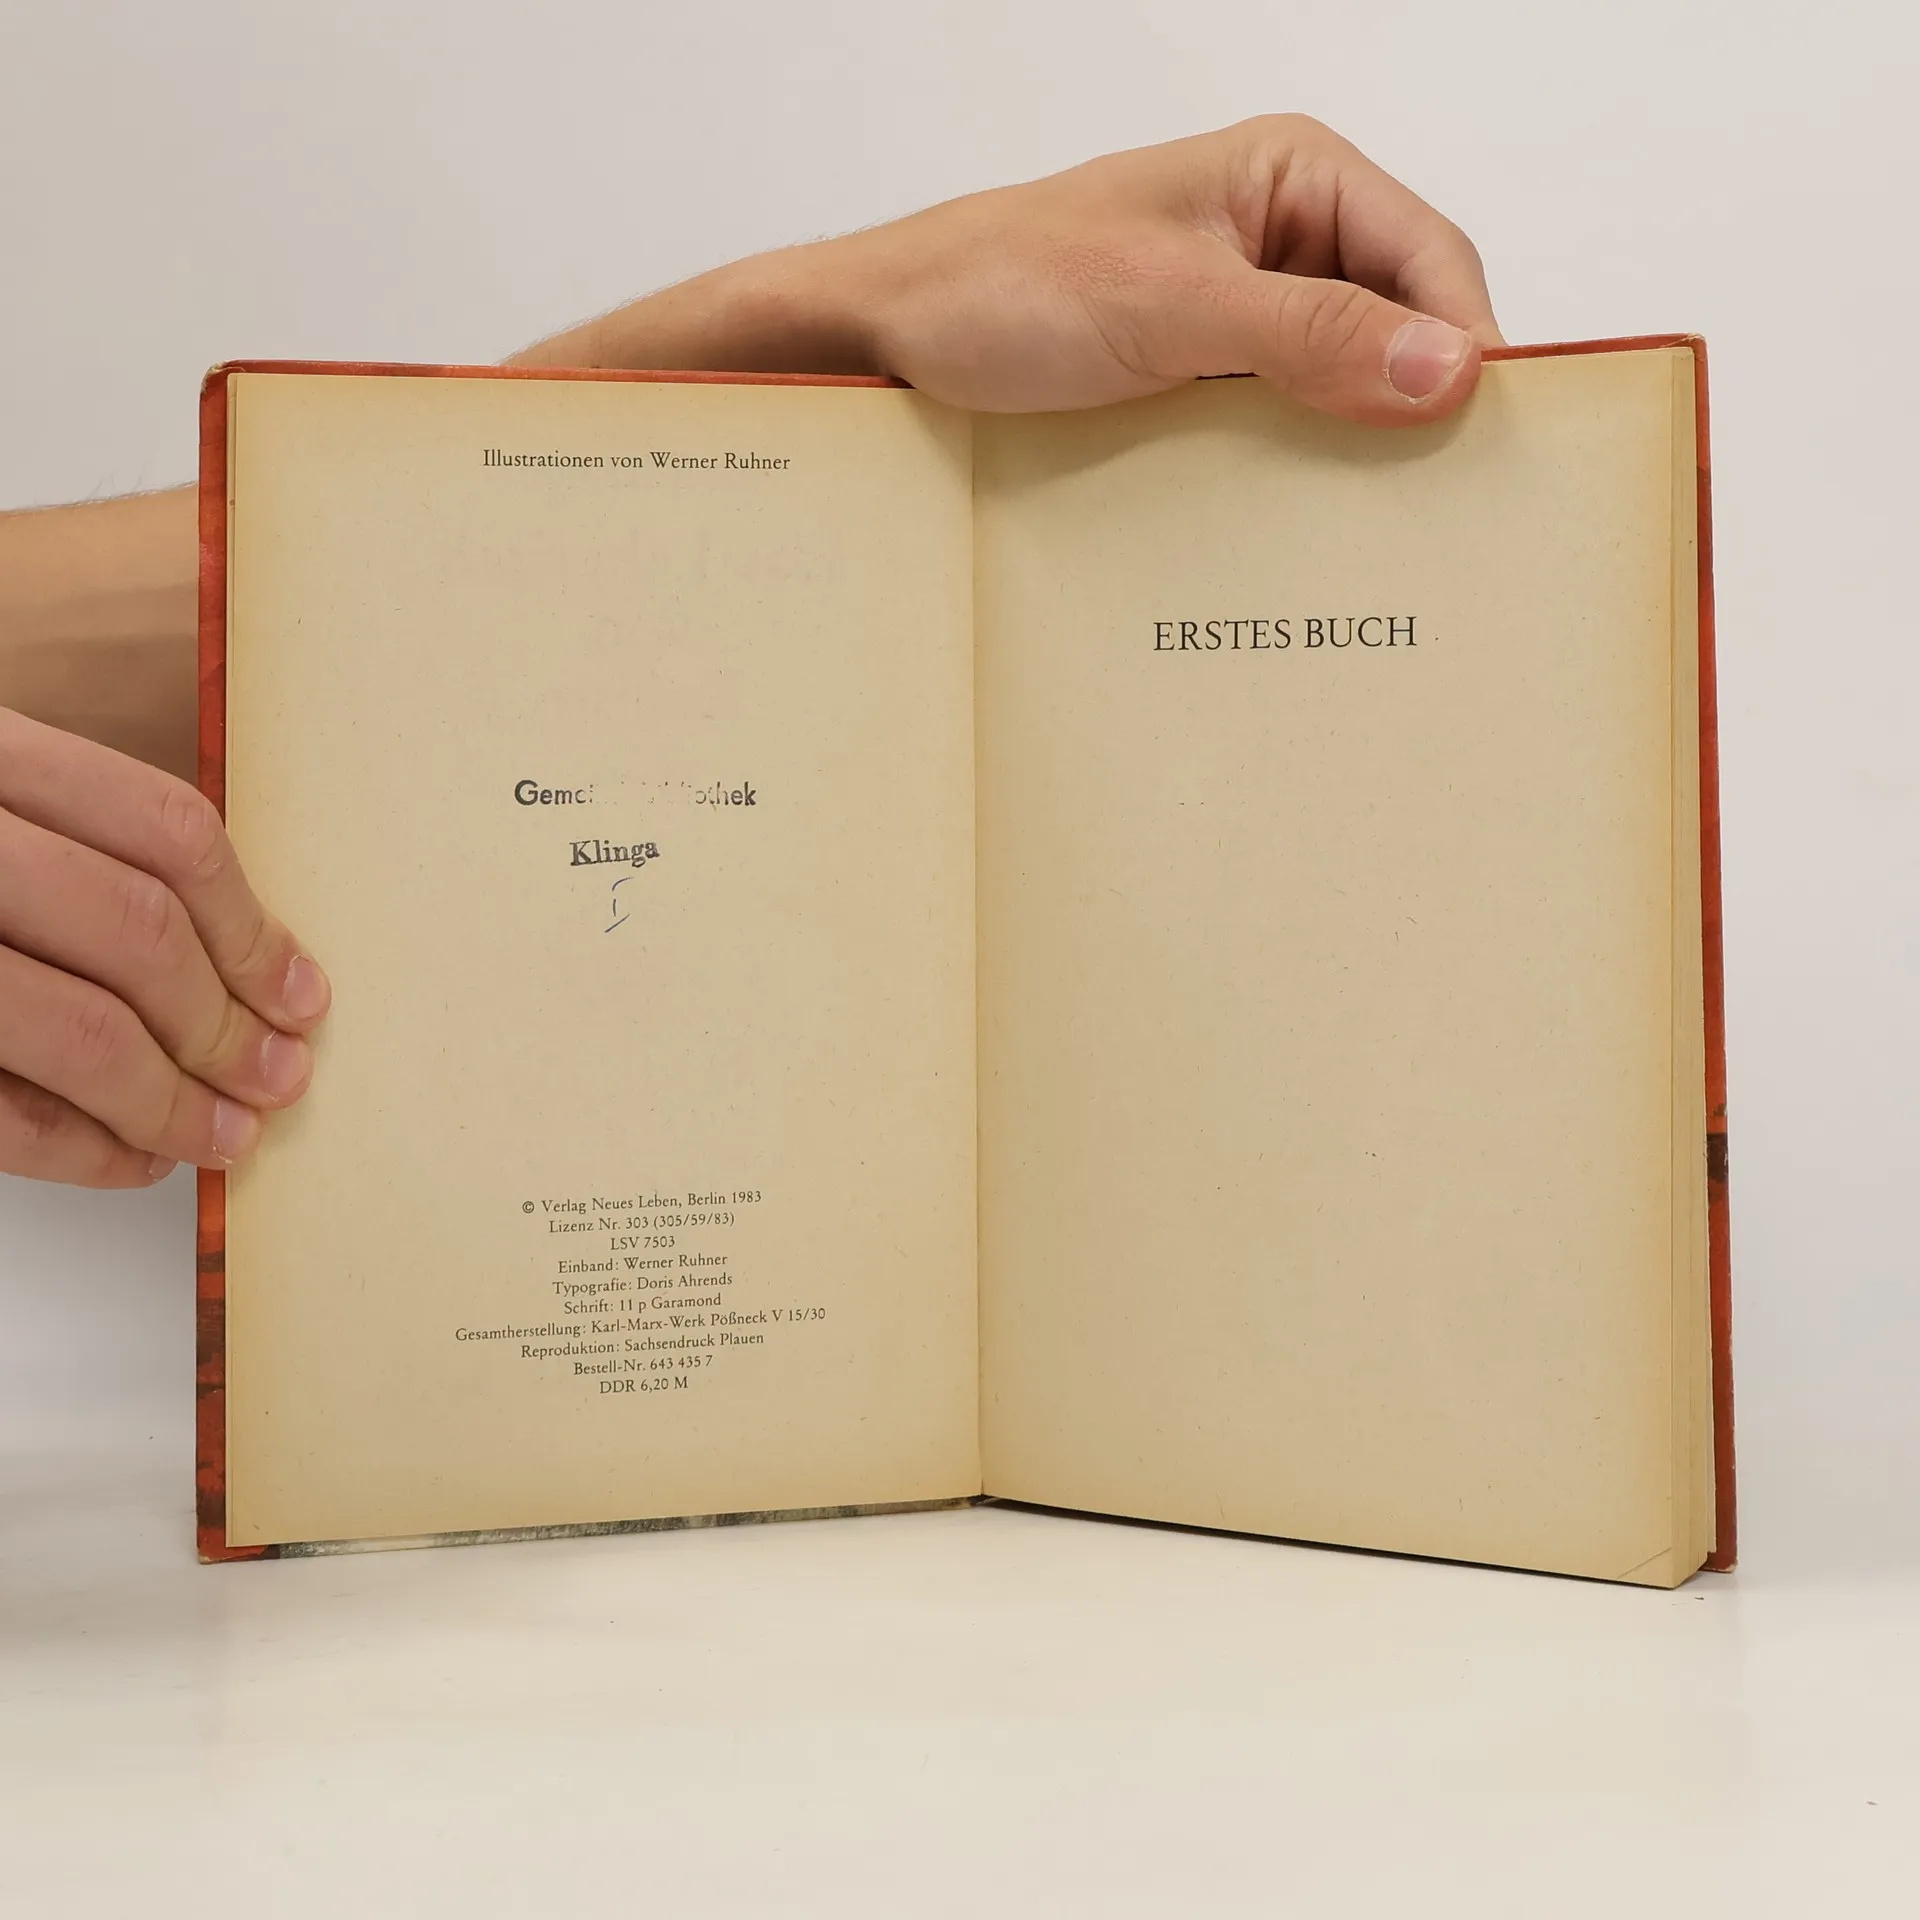 Illustrationen von Werner Ruhner
Klinga
© Verlag Neues Leben, Berlin 1983
Lizenz Nr. 303 (305/59/83)
LSV 7503
Einband: Werner Ruhner
Typografie: Doris Ahrends
Schrift: 11 p Garamond
Gesamtherstellung: Karl-Marx-Werk Pößneck V 15/30
Reproduktion: Sachsendruck Plauen
Bestell-Nr. 643 435 7
DDR 6,20 M
ERSTES BUCH